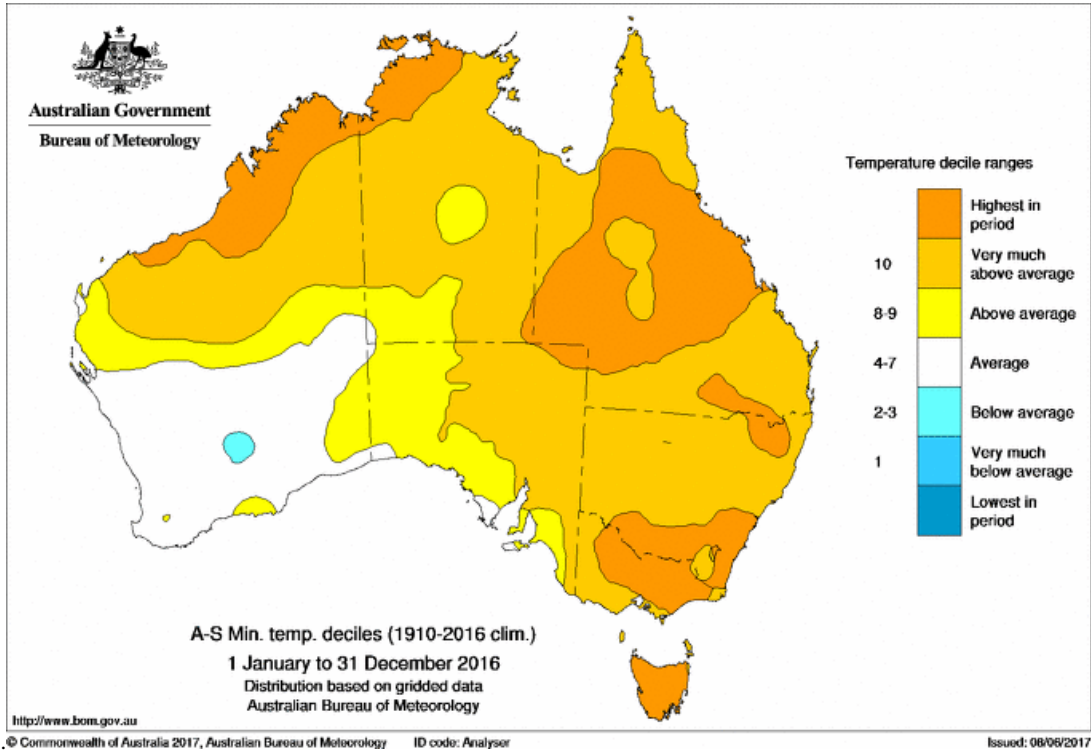 Australian Government
Bureau of Meteorology
Temperature decile ranges
Highest in
period
10
Very much
above average
8-9
Above average
4-7
Average
2-3
Below average
1
Very much
below average
Lowest in
period
A-S Min. temp. deciles (1910-2016 clim.)
1 January to 31 December 2016
Distribution based on gridded data
Australian Bureau of Meteorology
http://www.bom.gov.au
© Commonwealth of Australia 2017, Australian Bureau of Meteorology
ID code: Analyser
Issued: 08/06/2017